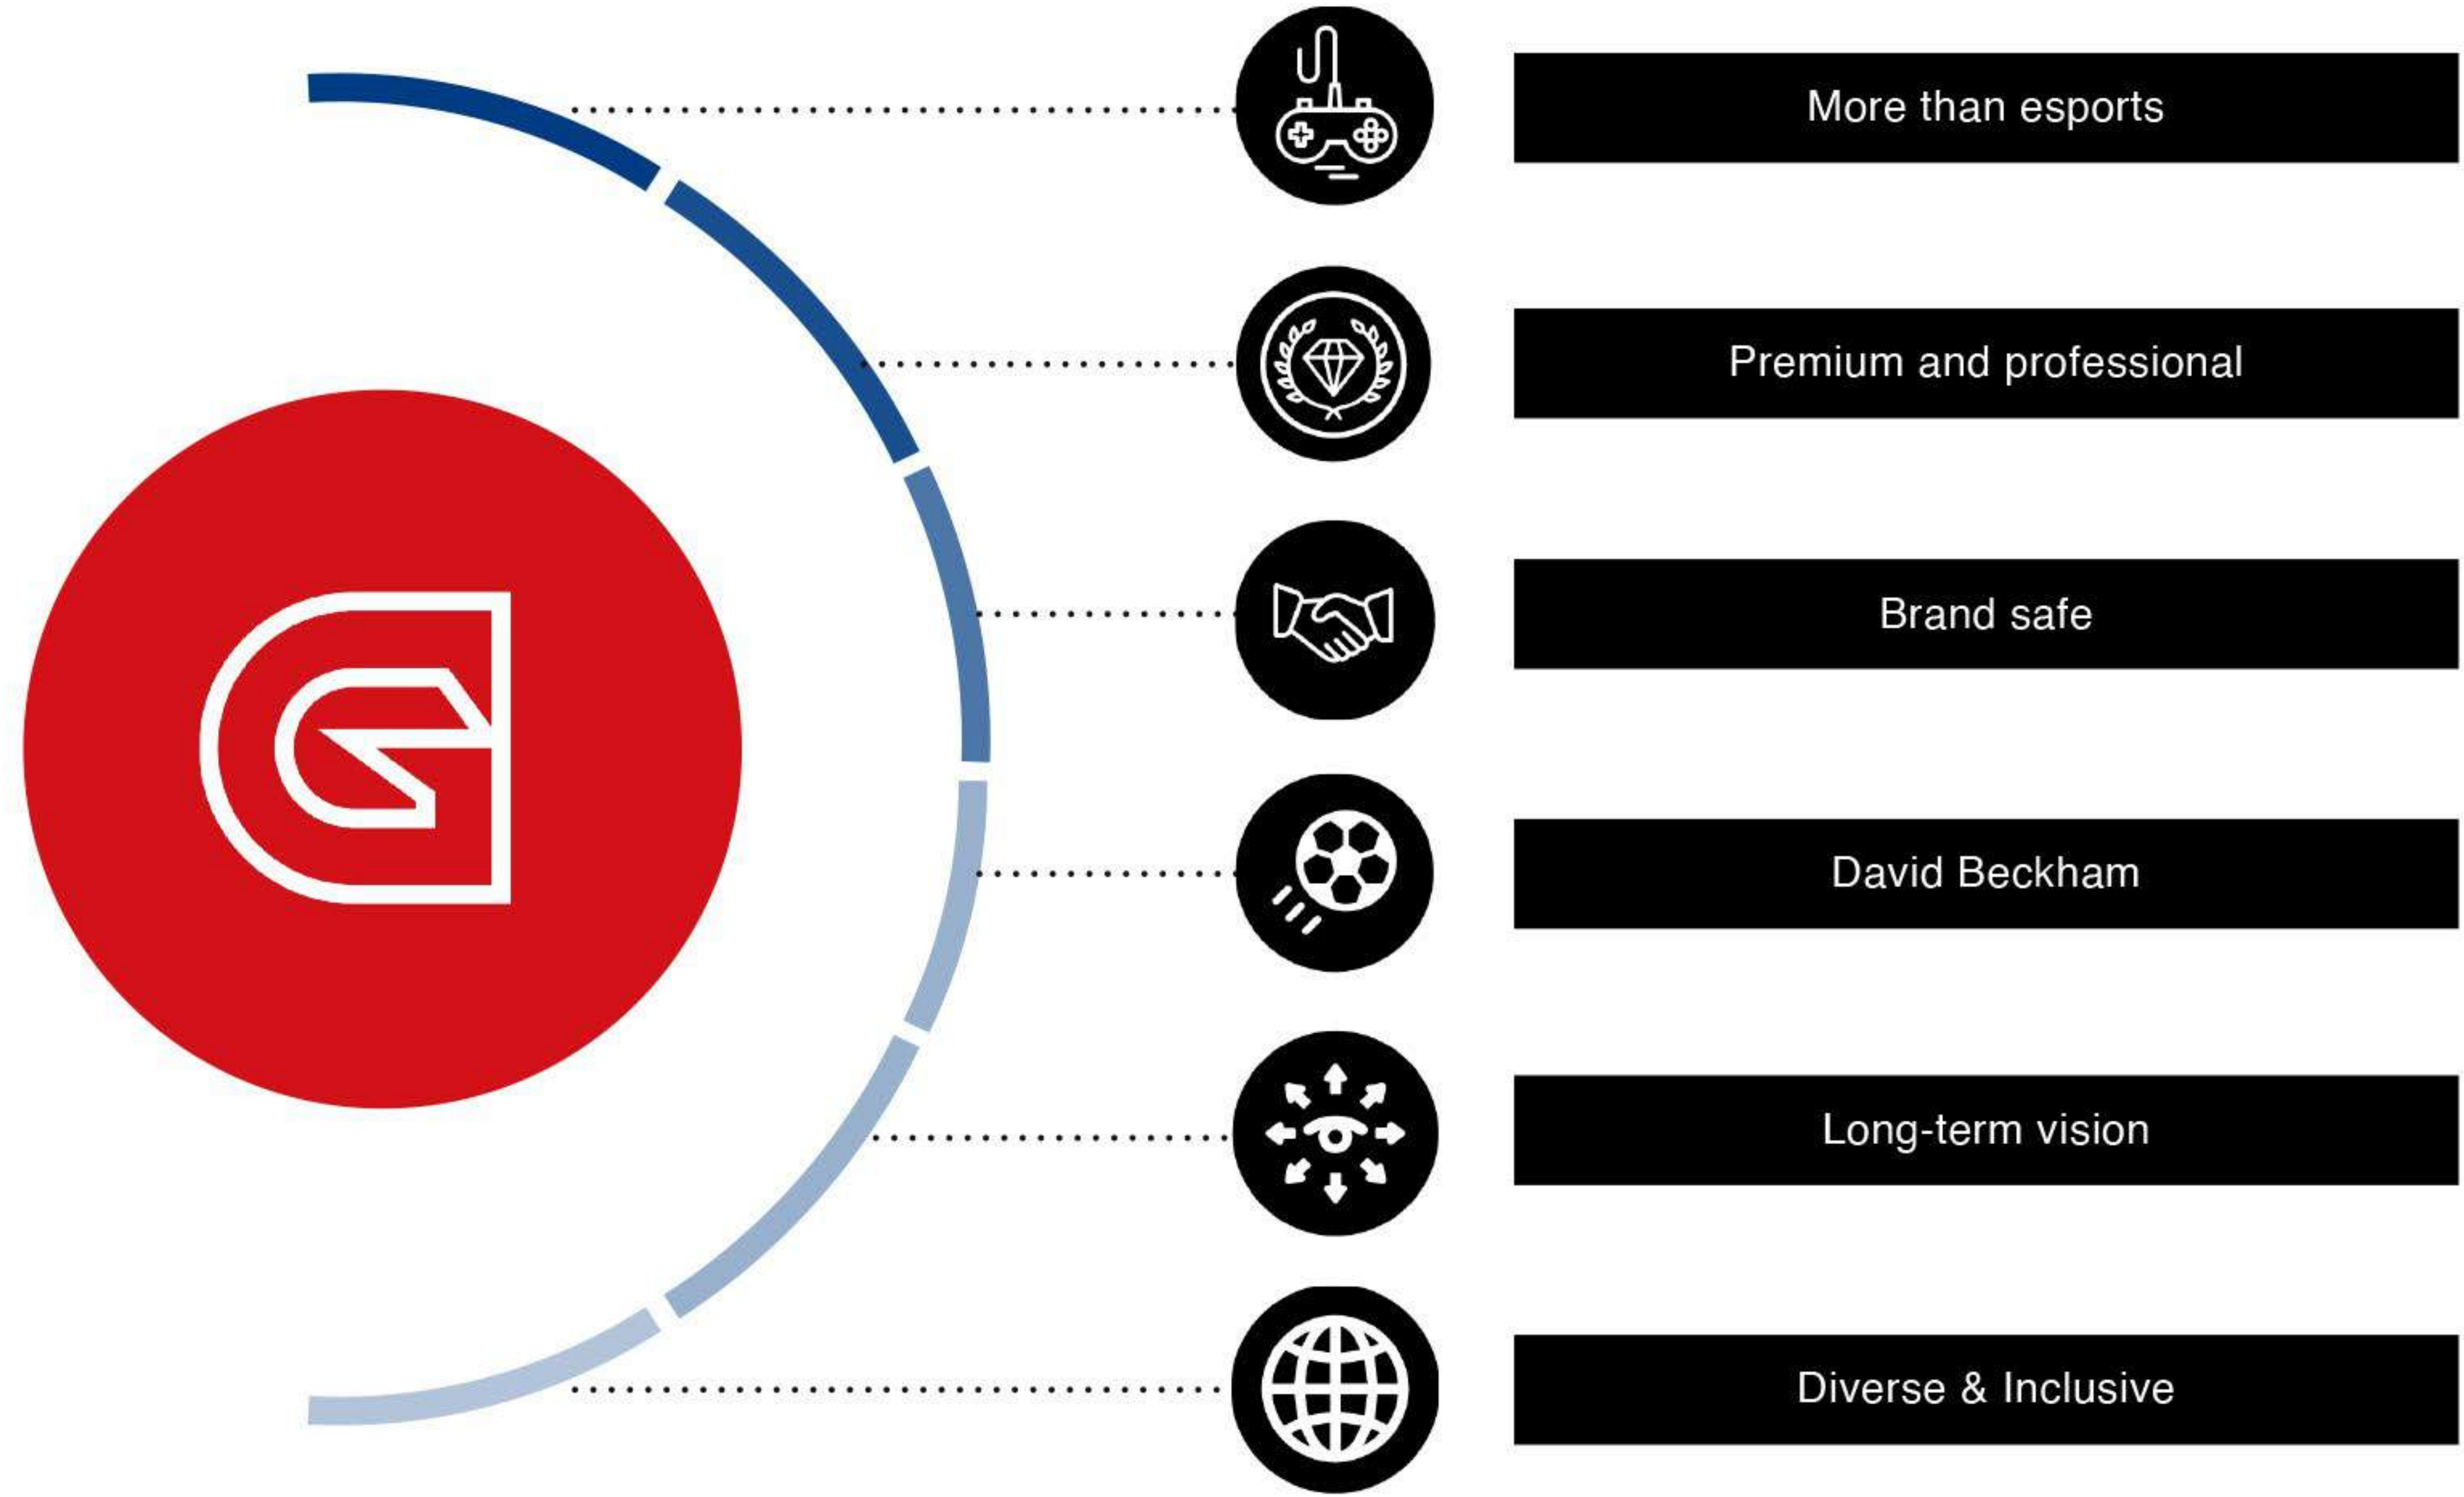 More than esports
Premium and professional
Brand safe
David Beckham
Long-term vision
Diverse & Inclusive